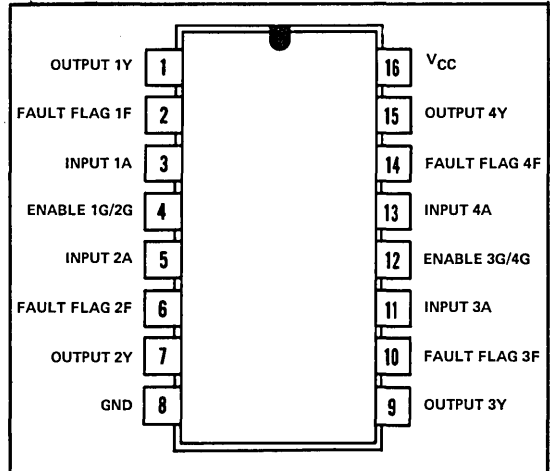 OUTPUT 1Y 1
FAULT FLAG 1F 2
INPUT 1A 3
ENABLE 1G/2G 4
INPUT 2A 5
FAULT FLAG 2F 6
OUTPUT 2Y 7
GND 8
16 VCC
15 OUTPUT 4Y
14 FAULT FLAG 4F
13 INPUT 4A
12 ENABLE 3G/4G
11 INPUT 3A
10 FAULT FLAG 3F
9 OUTPUT 3Y